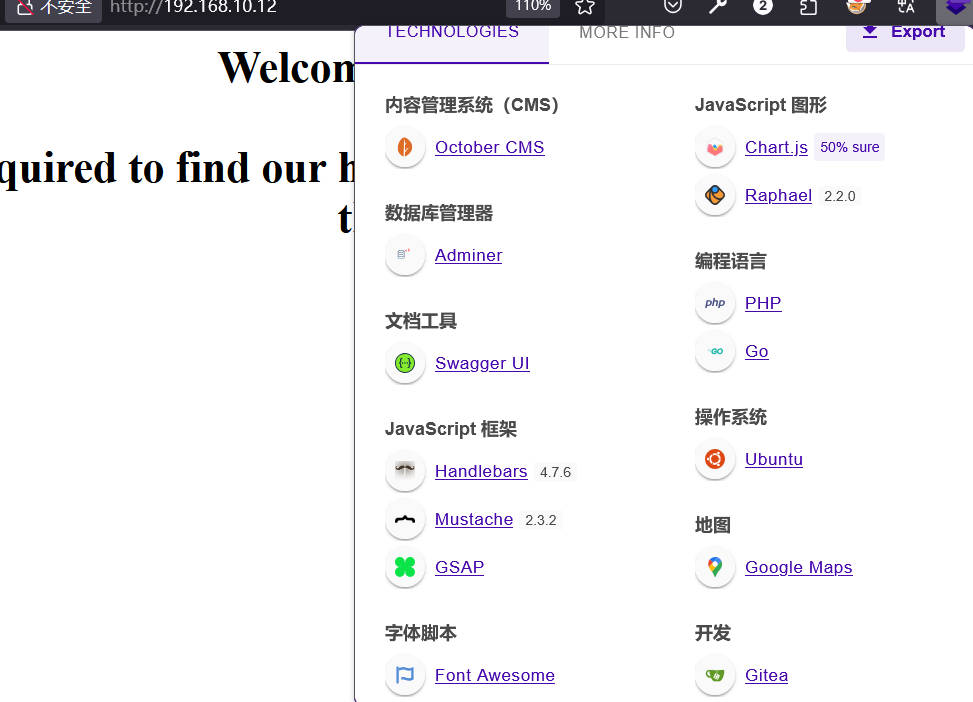 不安全
http://192.168.10.12
110%
2
Welcom
quired to find our h
t
TECHNOLOGIES
MORE INFO
Export
内容管理系统（CMS）
October CMS
数据库管理器
Adminer
文档工具
Swagger UI
JavaScript 框架
Handlebars 4.7.6
Mustache 2.3.2
GSAP
字体脚本
Font Awesome
JavaScript 图形
Chart.js 50% sure
Raphael 2.2.0
编程语言
php PHP
GO Go
操作系统
Ubuntu
地图
Google Maps
开发
Gitea